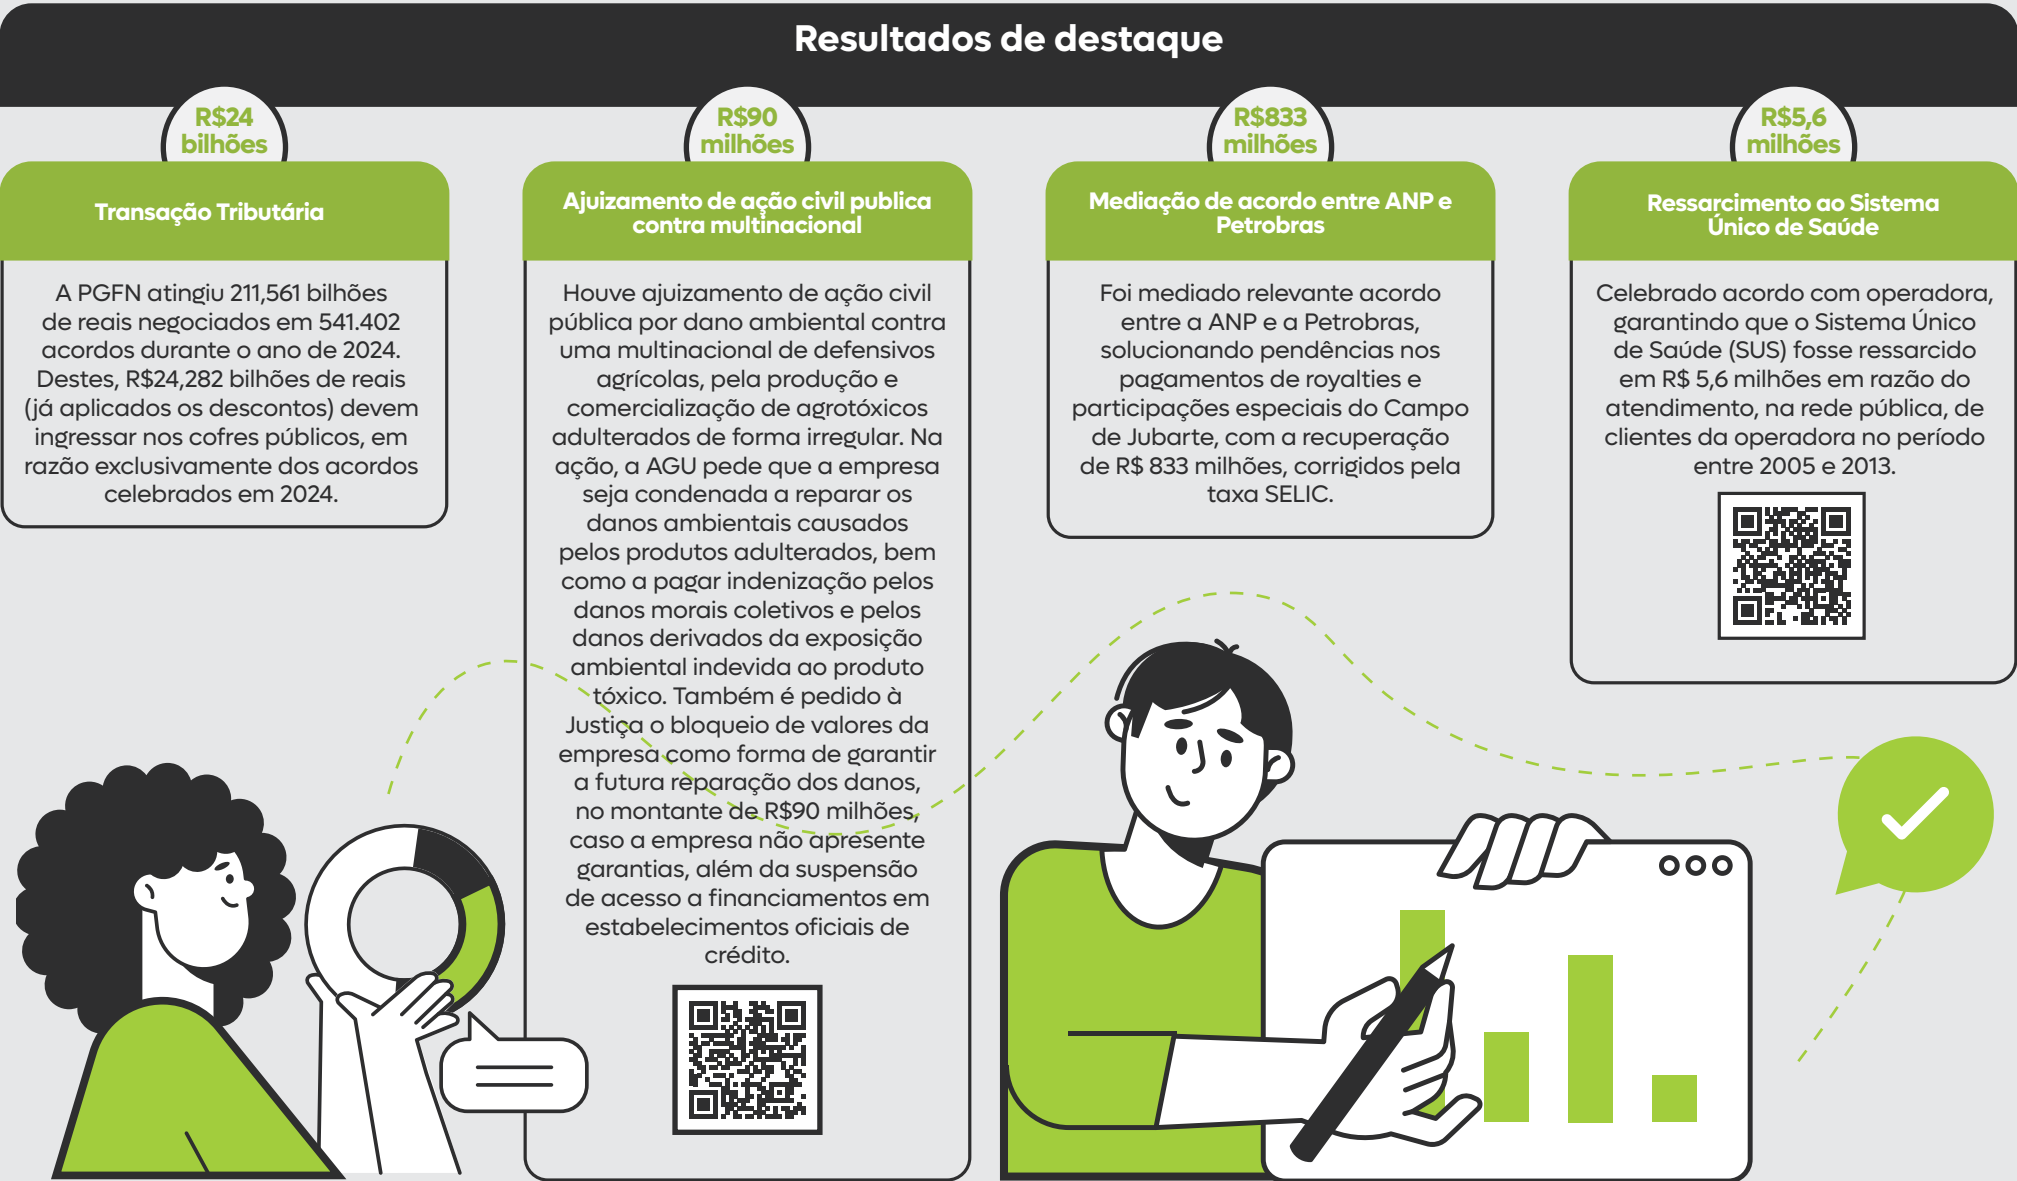 Resultados de destaque
R$24
bilhões
Transação Tributária
A PGFN atingiu 211,561 bilhões
de reais negociados em 541.402
acordos durante o ano de 2024.
Destes, R$24,282 bilhões de reais
(já aplicados os descontos) devem
ingressar nos cofres públicos, em
razão exclusivamente dos acordos
celebrados em 2024.
R$90
milhões
Ajuizamento de ação civil publica
contra multinacional
Houve ajuizamento de ação civil
pública por dano ambiental contra
uma multinacional de defensivos
agrícolas, pela produção e
comercialização de agrotóxicos
adulterados de forma irregular. Na
ação, a AGU pede que a empresa
seja condenada a reparar os
danos ambientais causados
pelos produtos adulterados, bem
como a pagar indenização pelos
danos morais coletivos e pelos
danos derivados da exposição
ambiental indevida ao produto
tóxico. Também é pedido à
Justiça o bloqueio de valores da
empresa como forma de garantir
a futura reparação dos danos,
no montante de R$90 milhões,
caso a empresa não apresente
garantias, além da suspensão
de acesso a financiamentos em
estabelecimentos oficiais de
crédito.
R$833
milhões
Mediação de acordo entre ANP e
Petrobras
Foi mediado relevante acordo
entre a ANP e a Petrobras,
solucionando pendências nos
pagamentos de royalties e
participações especiais do Campo
de Jubarte, com a recuperação
de R$ 833 milhões, corrigidos pela
taxa SELIC.
R$5,6
milhões
Ressarcimento ao Sistema
Único de Saúde
Celebrado acordo com operadora,
garantindo que o Sistema Único
de Saúde (SUS) fosse ressarcido
em R$ 5,6 milhões em razão do
atendimento, na rede pública, de
clientes da operadora no período
entre 2005 e 2013.